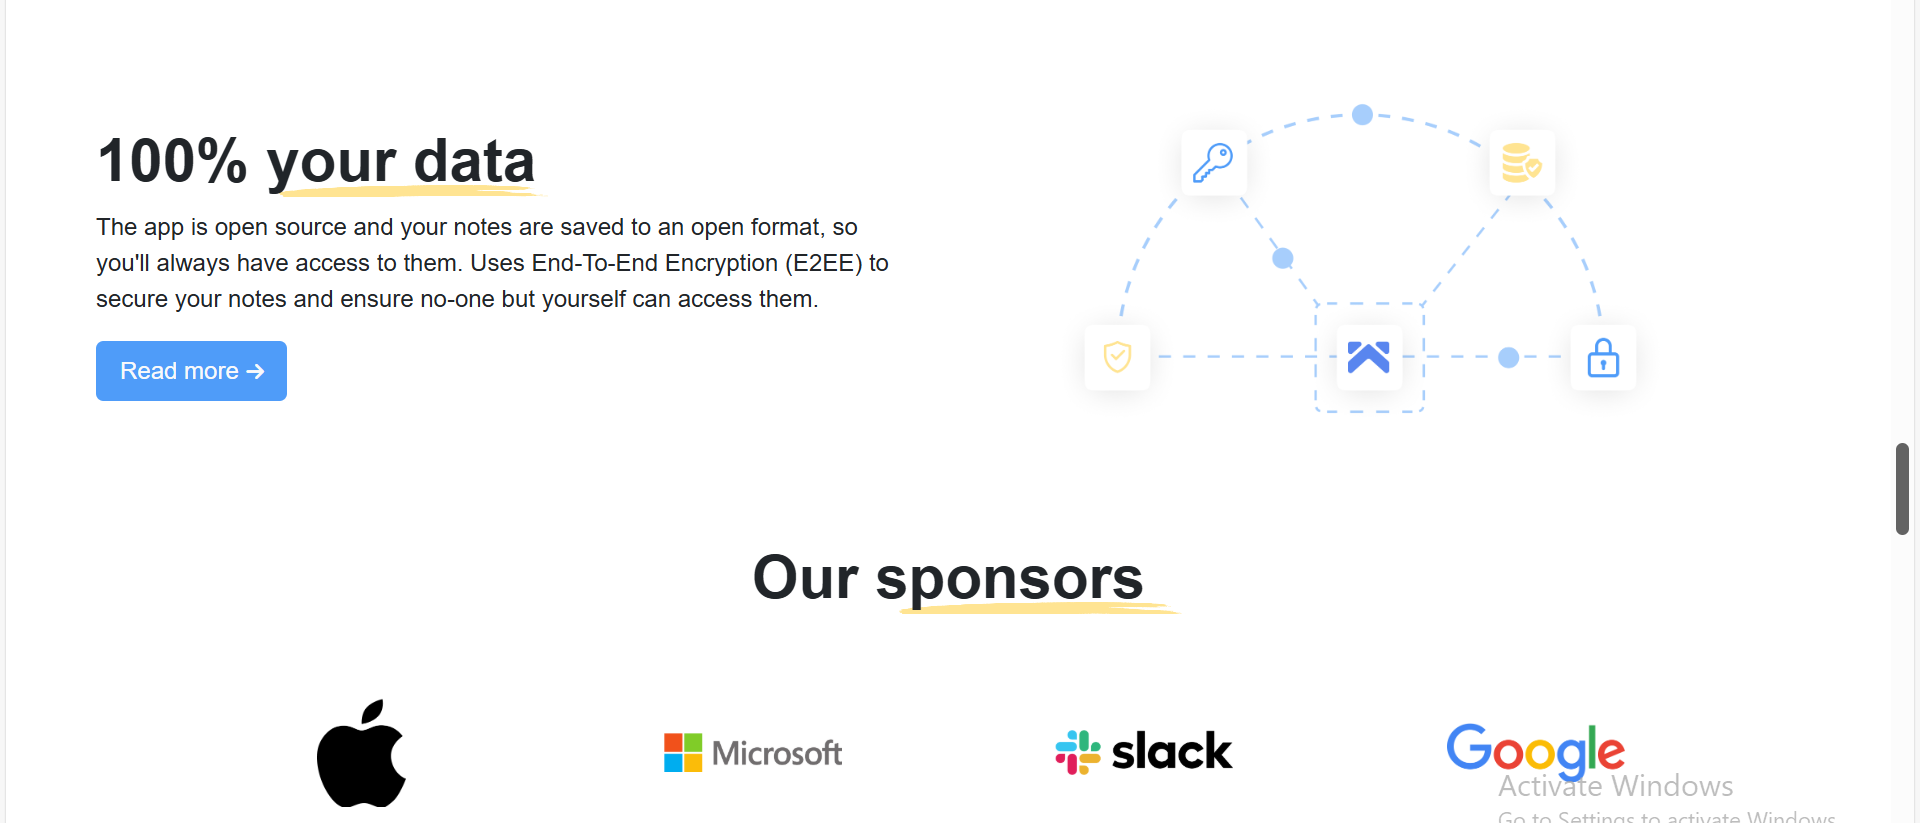 100% your data
The app is open source and your notes are saved to an open format, so
you'll always have access to them. Uses End-To-End Encryption (E2EE) to
secure your notes and ensure no-one but yourself can access them.
Read more →
Our sponsors
Microsoft
slack
Google
Activate Windows
Go to Settings to activate Windows.